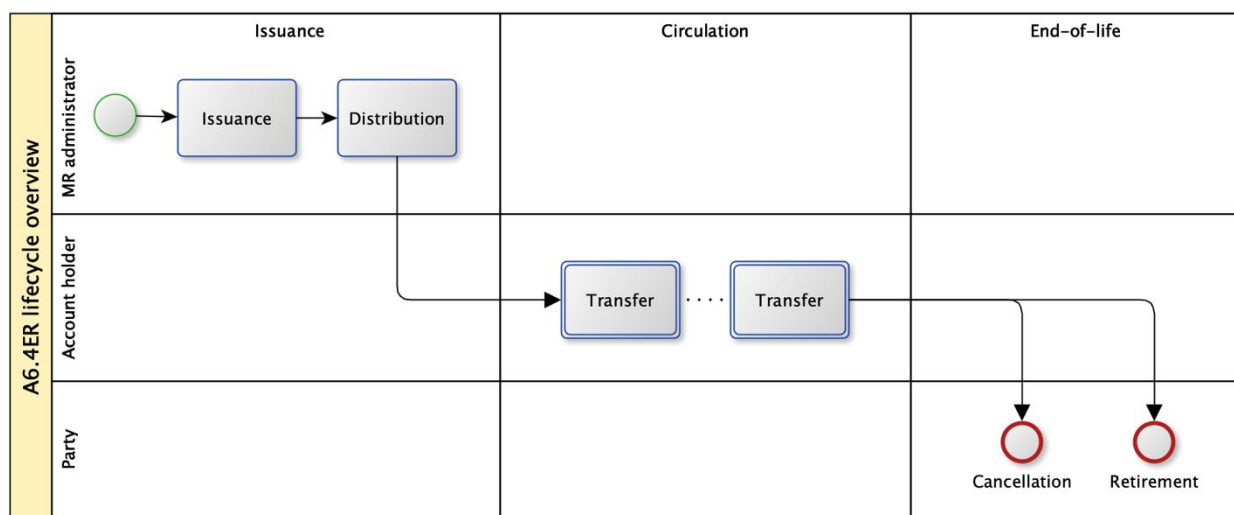 A6.4ER lifecycle overview
Issuance
Circulation
End-of-life
MR administrator
Issuance
Distribution
Account holder
Transfer
....
Transfer
Party
Cancellation
Retirement